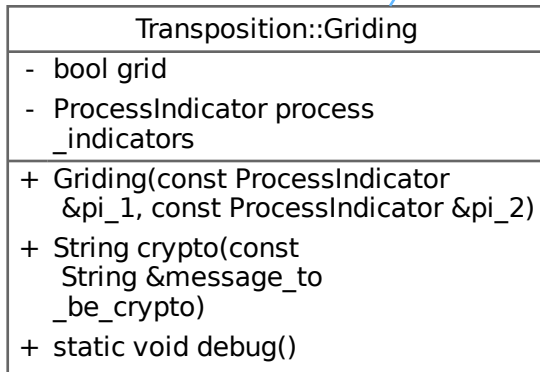 Transposition::Griding
- bool grid
- ProcessIndicator process
_indicators
+ Griding(const ProcessIndicator
&pi_1, const ProcessIndicator &pi_2)
+ String crypto(const
String &message_to
_be_crypto)
+ static void debug()